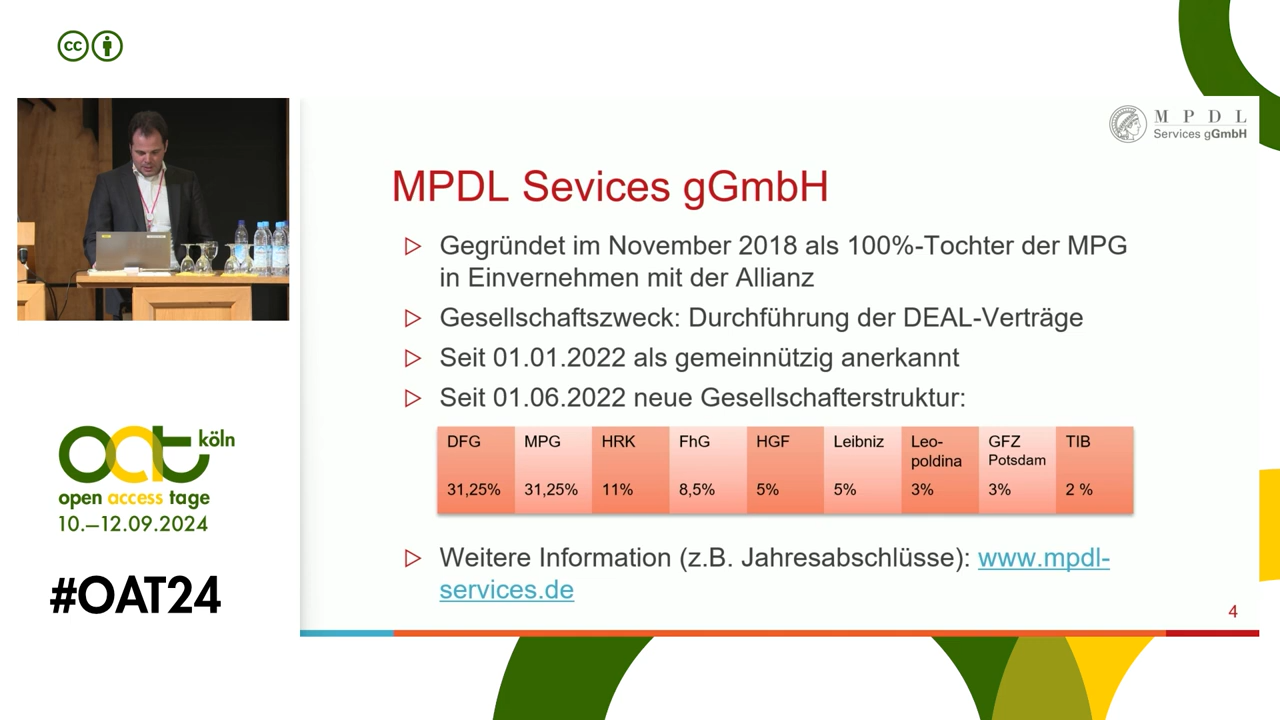 cc
MPDL
Services gGmbH
MPDL Sevices gGmbH
Gegründet im November 2018 als 100%-Tochter der MPG
in Einvernehmen mit der Allianz
Gesellschaftszweck: Durchführung der DEAL-Verträge
Seit 01.01.2022 als gemeinnützig anerkannt
Seit 01.06.2022 neue Gesellschafterstruktur:
DFG MPG HRK FhG HGF Leibniz Leo- GFZ TIB
poldina Potsdam
31,25% 31,25% 11% 8,5% 5% 5% 3% 3% 2 %
Weitere Information (z.B. Jahresabschlüsse): www.mpdl-
services.de
4
oat köln
open access tage
10.–12.09.2024
#OAT24